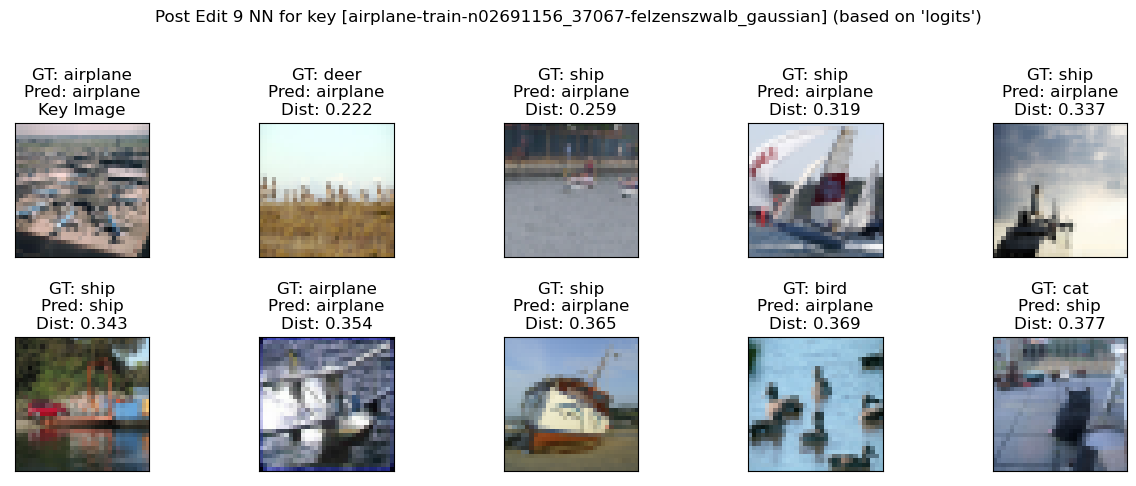 Post Edit 9 NN for key [airplane-train-n02691156_37067-felzenszwalb_gaussian] (based on 'logits')
GT: airplane
Pred: airplane
Key Image
GT: deer
Pred: airplane
Dist: 0.222
GT: ship
Pred: airplane
Dist: 0.259
GT: ship
Pred: airplane
Dist: 0.319
GT: ship
Pred: airplane
Dist: 0.337
GT: ship
Pred: ship
Dist: 0.343
GT: airplane
Pred: airplane
Dist: 0.354
GT: ship
Pred: airplane
Dist: 0.365
GT: bird
Pred: airplane
Dist: 0.369
GT: cat
Pred: ship
Dist: 0.377